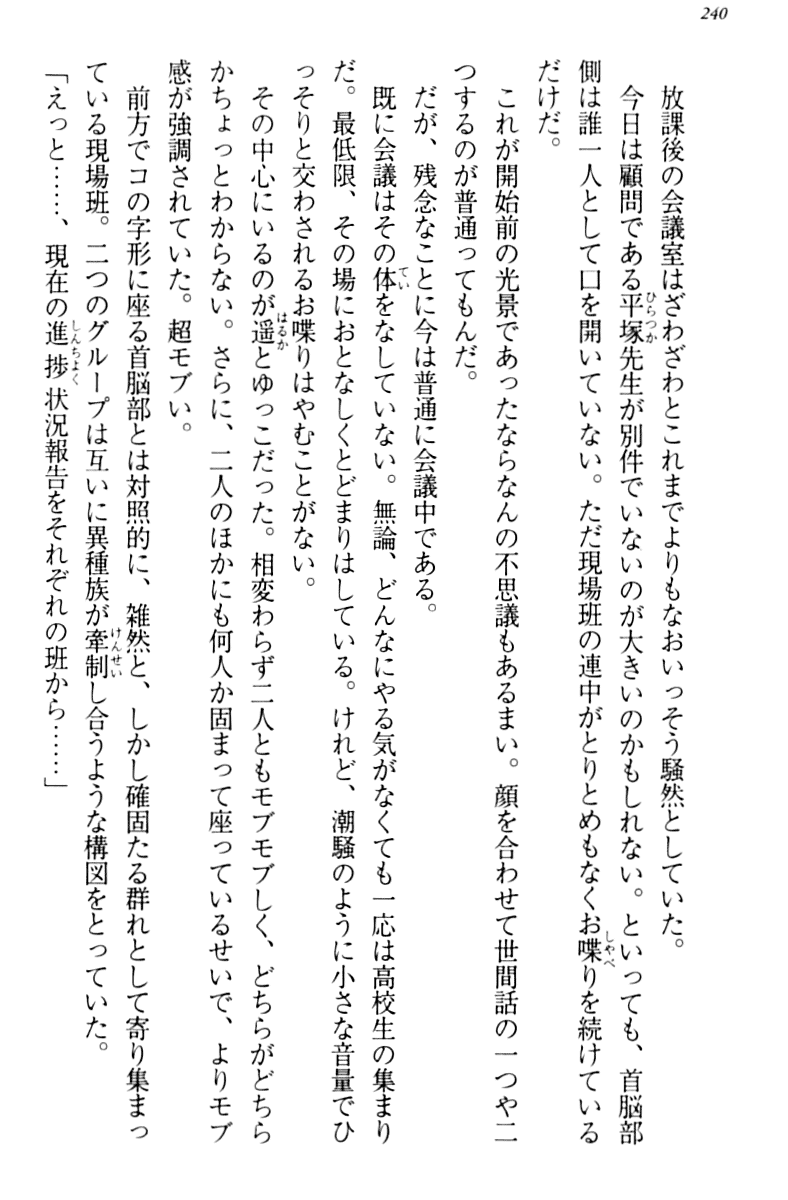 240
放課後の会議室はざわざわとこれまでよりもなおいっそう騒然としていた。
今日は顧問である平塚先生が別件でいないのが大きいのかもしれない。といっても、首脳部
側は誰一人として口を開いていない。ただ現場班の連中がとりとめもなくお喋りを続けている
だけだ。
これが開始前の光景であったならなんの不思議もあるまい。顔を合わせて世間話の一つや二
つするのが普通ってもんだ。
だが、残念なことに今は普通に会議中である。
既に会議はその体をなしていない。無論、どんなにやる気がなくても一応は高校生の集まり
だ。最低限、その場におとなしくとどまりはしている。けれど、潮騒のように小さな音量でひ
っそりと交わされるお喋りはやむことがない。
その中心にいるのが遥とゆっこだった。相変わらず二人ともモブモブしく、どちらがどちら
かちょっとわからない。さらに、二人のほかにも何人か固まって座っているせいで、よりモブ
感が強調されていた。超モブい。
前方でコの字形に座る首脳部とは対照的に、雑然と、しかし確固たる群れとして寄り集まっ
ている現場班。二つのグループは互いに異種族が牽制し合うような構図をとっていた。
「えっと……、現在の進捗状況報告をそれぞれの班から……」